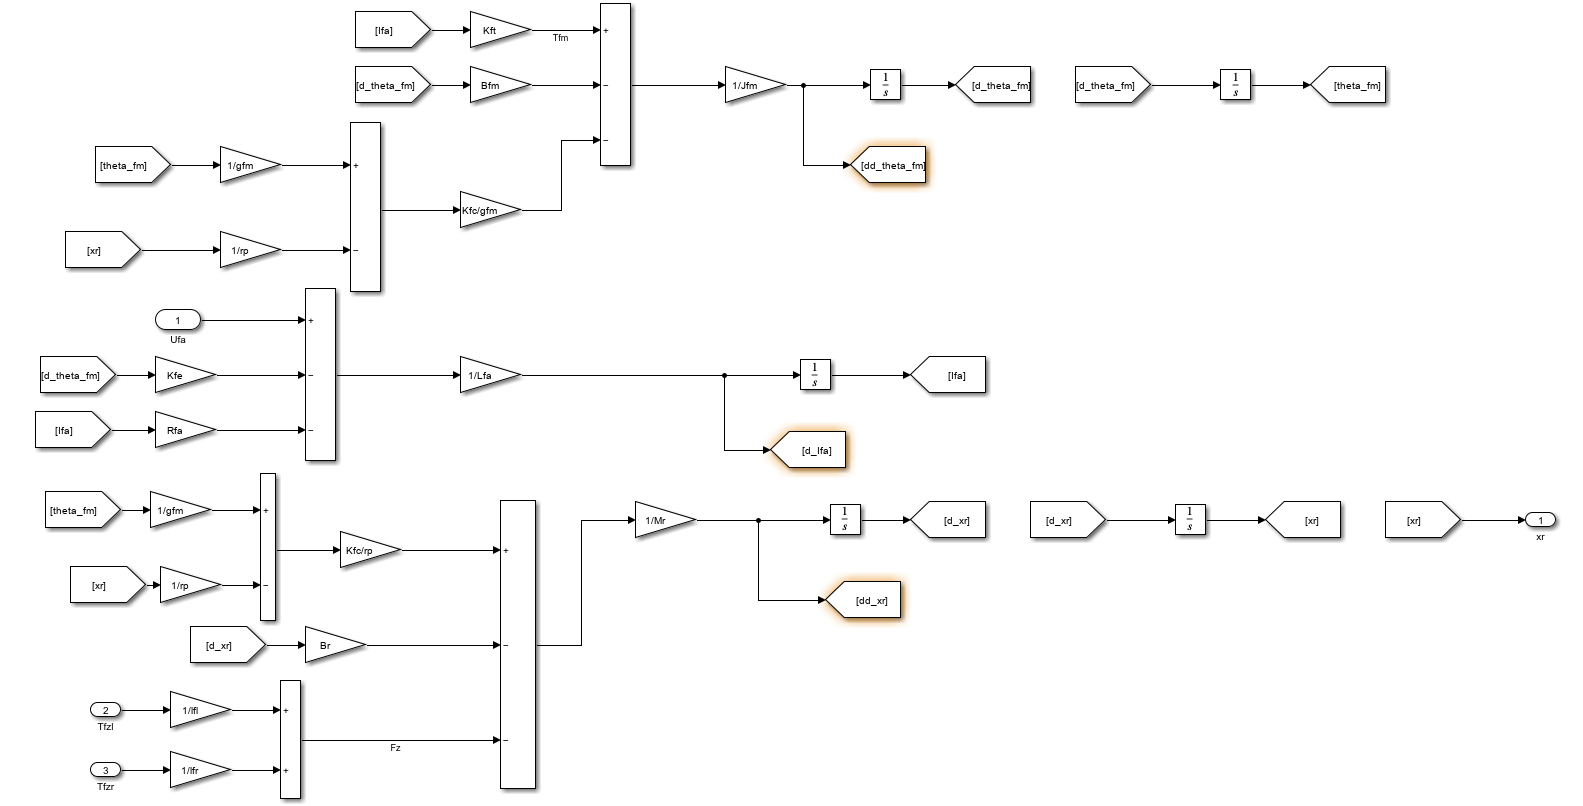 [Ifa]
Kft
Tfm
+
[d_theta_fm]
Bfm
−
−
1/Jfm
1
s
[d_theta_fm]
[d_theta_fm]
1
s
[theta_fm]
[dd_theta_fm]
[theta_fm]
1/gfm
+
Kfc/gfm
[xr]
1/rp
−
1
Ufa
+
[d_theta_fm]
Kfe
−
1/Lfa
1
s
[Ifa]
[Ifa]
Rfa
−
[d_Ifa]
[theta_fm]
1/gfm
+
Kfc/rp
+
[xr]
1/rp
−
1/Mr
1
s
[d_xr]
[d_xr]
1
s
[xr]
[xr]
1
xr
[dd_xr]
[d_xr]
Br
−
2
Tfzl
1/lfl
+
Fz
−
3
Tfzr
1/lfr
+